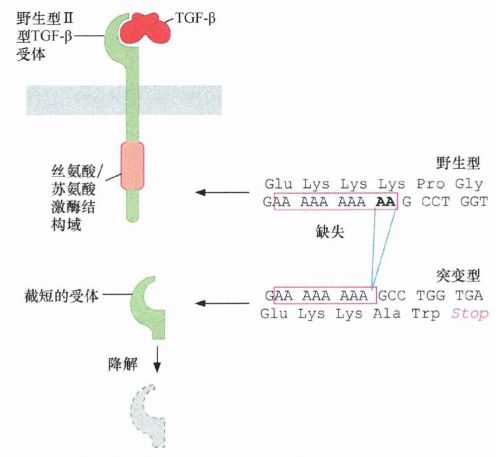 野生型Ⅱ
型TGF-β
受体
TGF-β
丝氨酸/
苏氨酸
激酶结
构域
野生型
Glu Lys Lys Lys Pro Gly
GAA AAA AAA AA G CCT GGT
缺失
突变型
GAA AAA AAA GCC TGG TGA
Glu Lys Lys Ala Trp Stop
截短的受体
降解